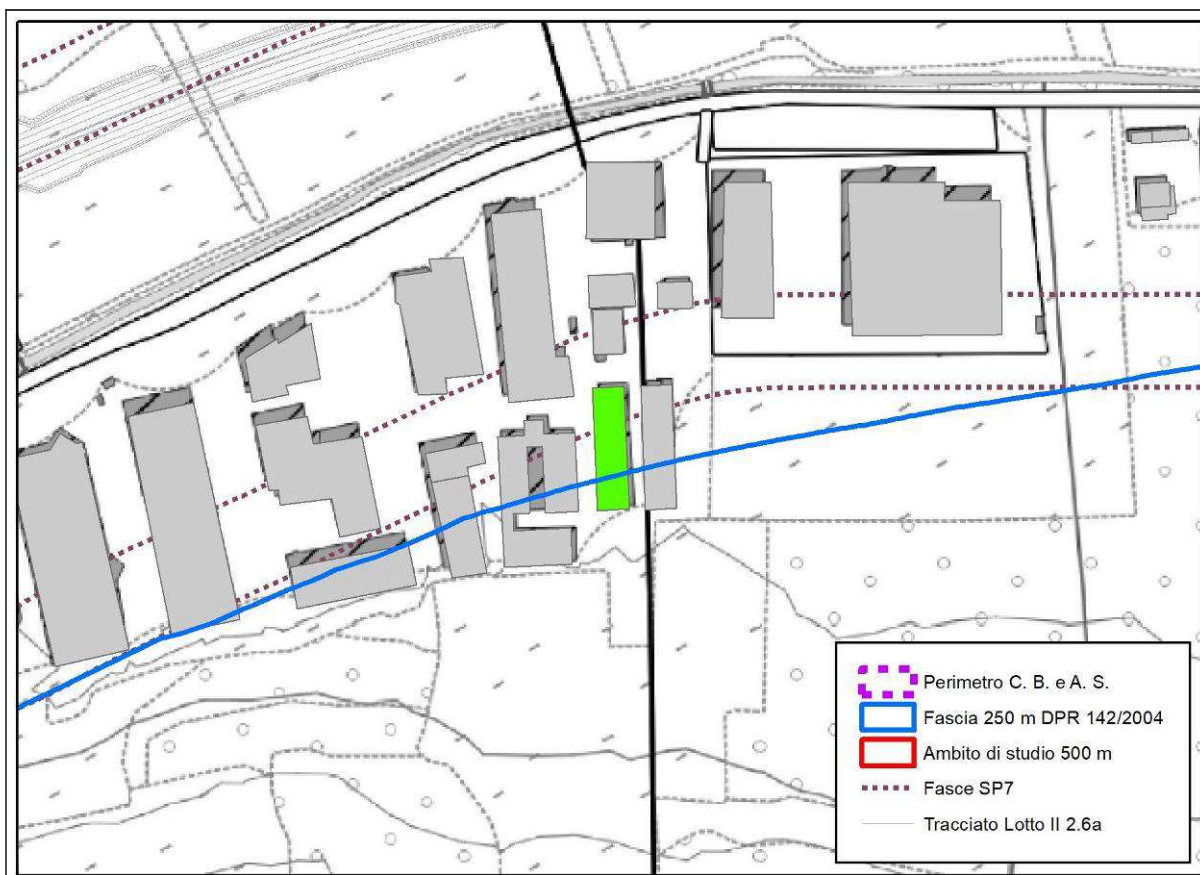 Perimetro C. B. e A. S.
Fascia 250 m DPR 142/2004
Ambito di studio 500 m
Fasce SP7
Tracciato Lotto II 2.6a